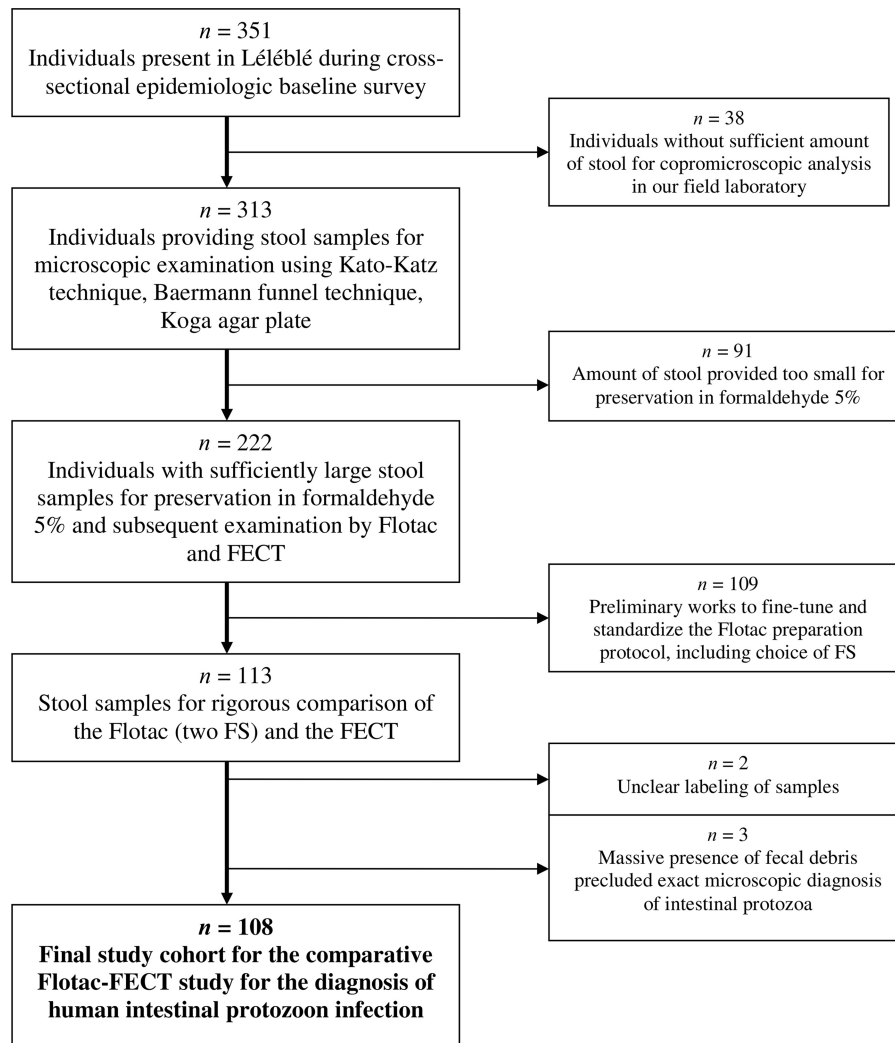 n = 351
Individuals present in Léléblé during cross-
sectional epidemiologic baseline survey
n = 38
Individuals without sufficient amount
of stool for copromicroscopic analysis
in our field laboratory
n = 313
Individuals providing stool samples for
microscopic examination using Kato-Katz
technique, Baermann funnel technique,
Koga agar plate
n = 91
Amount of stool provided too small for
preservation in formaldehyde 5%
n = 222
Individuals with sufficiently large stool
samples for preservation in formaldehyde
5% and subsequent examination by Flotac
and FECT
n = 109
Preliminary works to fine-tune and
standardize the Flotac preparation
protocol, including choice of FS
n = 113
Stool samples for rigorous comparison of
the Flotac (two FS) and the FECT
n = 2
Unclear labeling of samples
n = 3
Massive presence of fecal debris
precluded exact microscopic diagnosis
of intestinal protozoa
n = 108
Final study cohort for the comparative
Flotac-FECT study for the diagnosis of
human intestinal protozoon infection